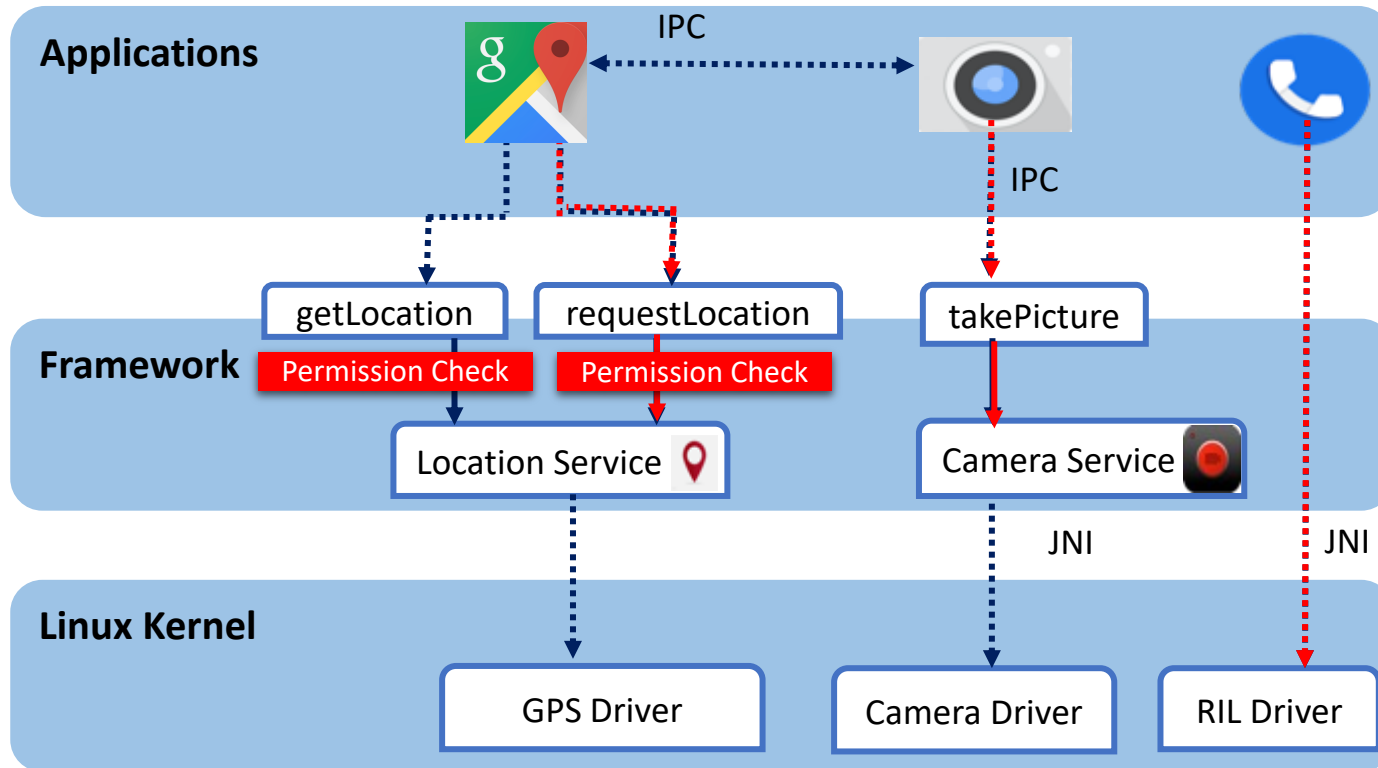 Applications
IPC
g
IPC
getLocation
requestLocation
takePicture
Framework
Permission Check
Permission Check
Location Service
Camera Service
JNI
JNI
Linux Kernel
GPS Driver
Camera Driver
RIL Driver